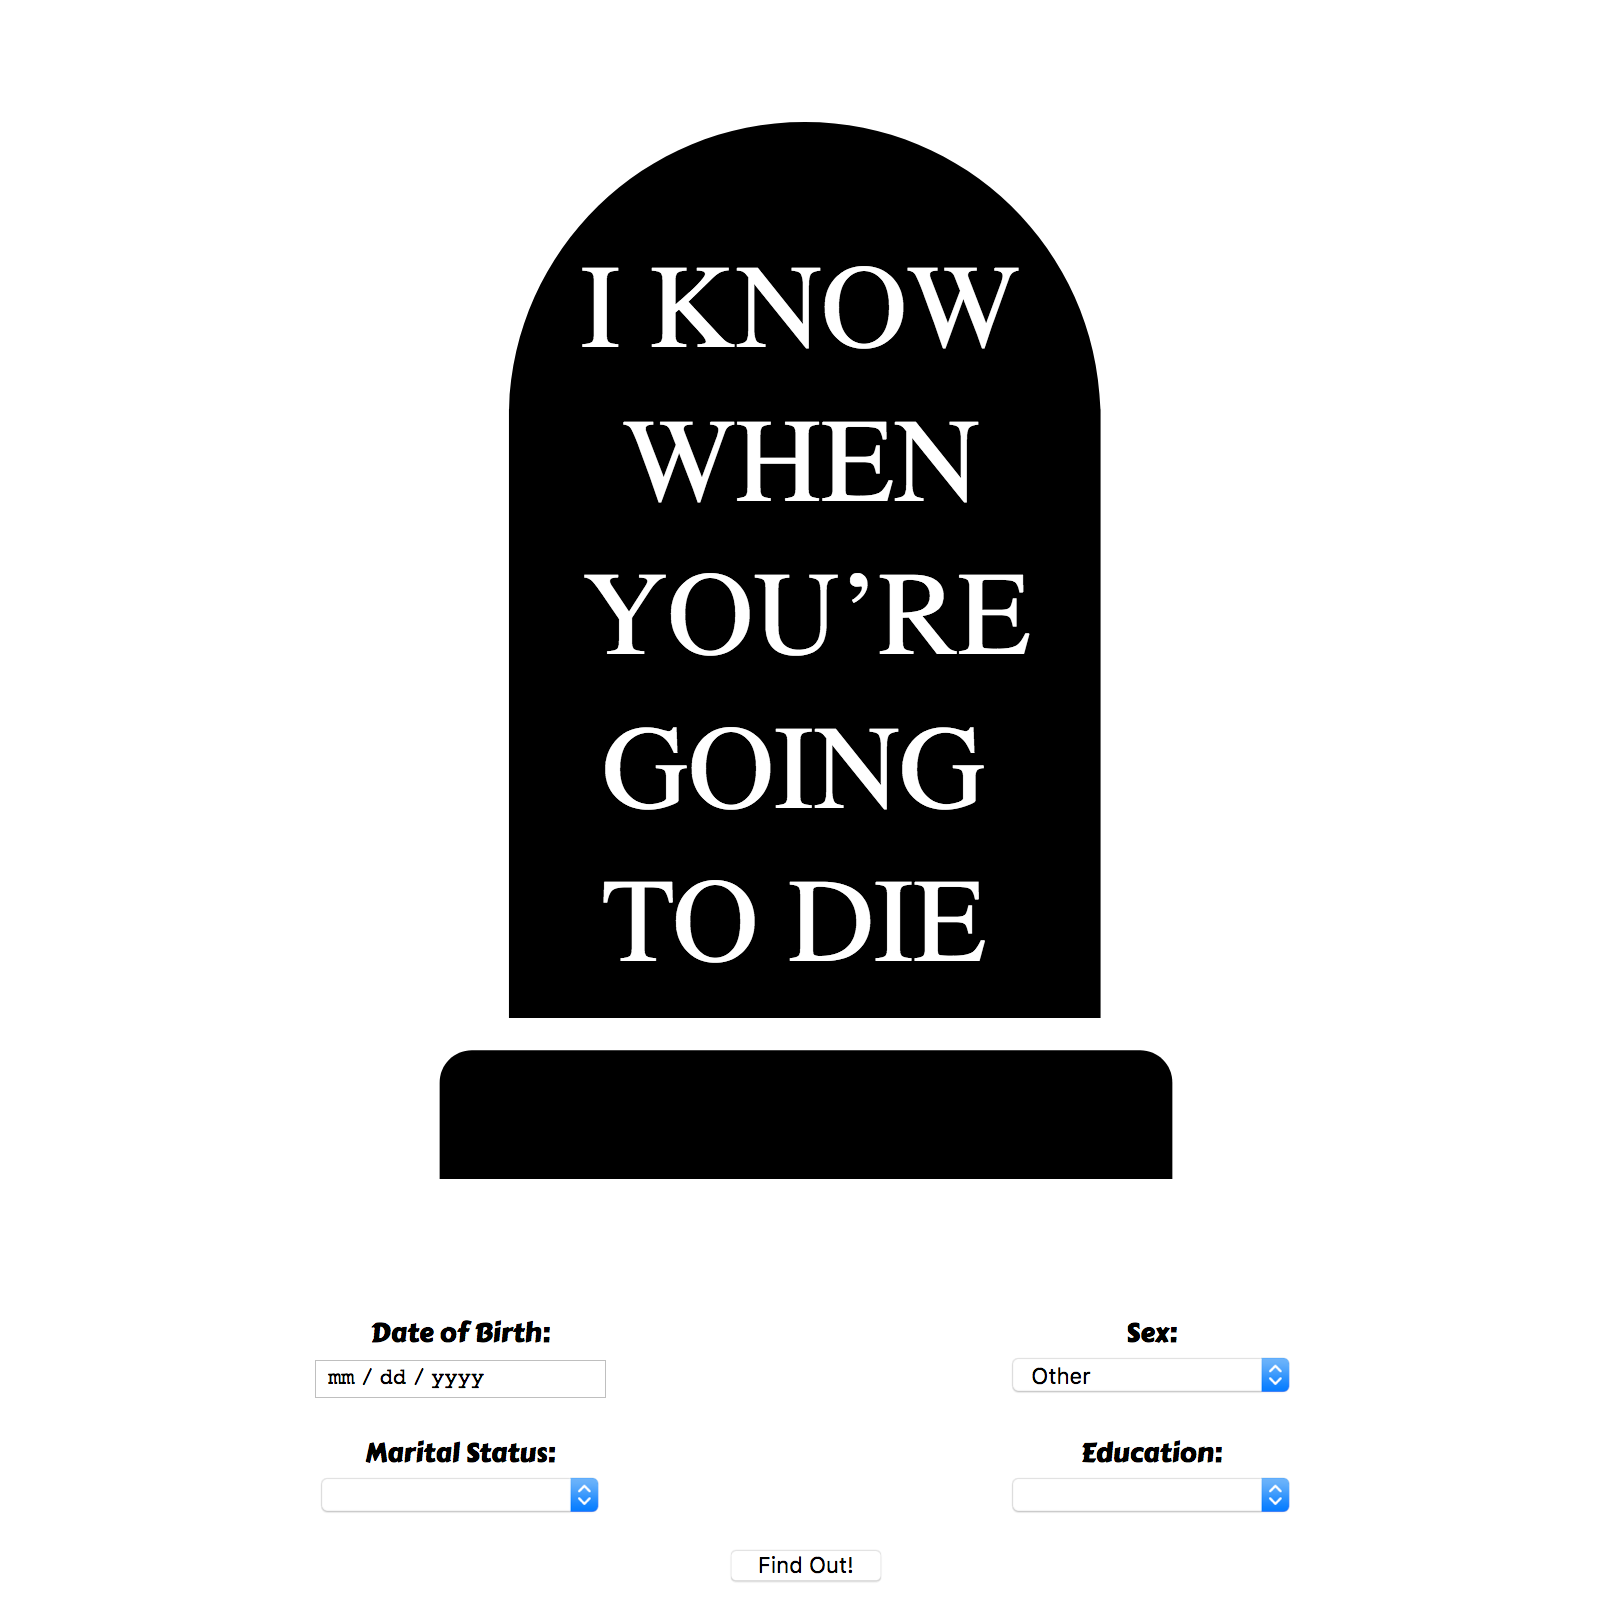 I KNOW
WHEN
YOU’RE
GOING
TO DIE
Date of Birth:
Sex:
mm / dd / yyyy
Other
Marital Status:
Education:
Find Out!